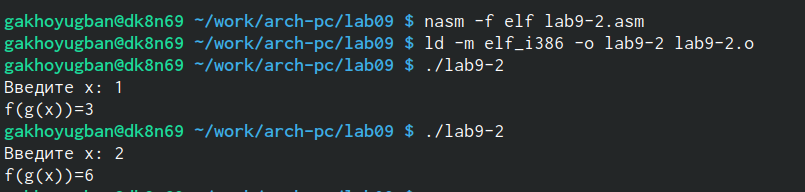 gakhoyugban@dk8n69 ~/work/arch-pc/lab09 $ nasm -f elf lab9-2.asm
gakhoyugban@dk8n69 ~/work/arch-pc/lab09 $ ld -m elf_i386 -o lab9-2 lab9-2.o
gakhoyugban@dk8n69 ~/work/arch-pc/lab09 $ ./lab9-2
Введите x: 1
f(g(x))=3
gakhoyugban@dk8n69 ~/work/arch-pc/lab09 $ ./lab9-2
Введите x: 2
f(g(x))=6